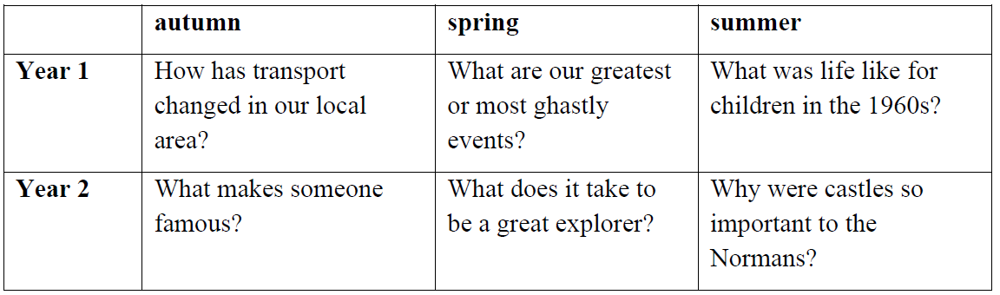 autumn spring summer
Year 1 How has transport What are our greatest What was life like for
changed in our local or most ghastly children in the 1960s?
area? events?
Year 2 What makes someone What does it take to Why were castles so
famous? be a great explorer? important to the
Normans?